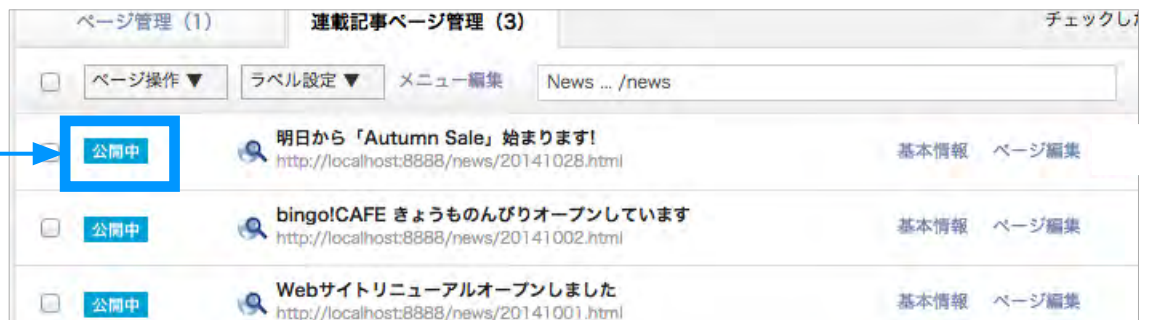 ページ管理（1） 連載記事ページ管理（3） チェックした
ページ操作 ▼ ラベル設定 ▼ メニュー編集 News ... /news
公開中 明日から「Autumn Sale」始まります! 基本情報 ページ編集
http://localhost:8888/news/20141028.html
公開中 bingo!CAFE きょうものんびりオープンしています 基本情報 ページ編集
http://localhost:8888/news/20141002.html
公開中 Webサイトリニューアルオープンしました 基本情報 ページ編集
http://localhost:8888/news/20141001.html